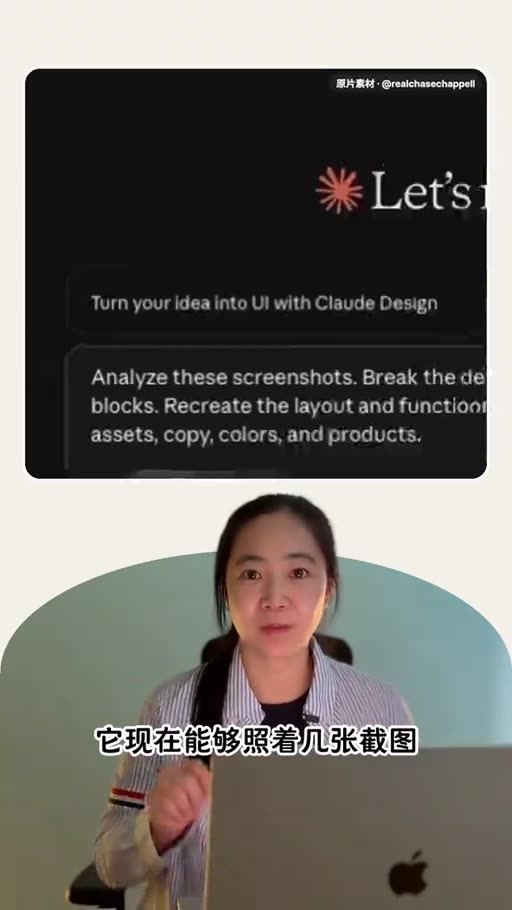 原片素材 · @realchasechappell
Let's
Turn your idea into UI with Claude Design
Analyze these screenshots. Break the
blocks. Recreate the layout and
assets, copy, colors, and products.
它现在能够照着几张截图